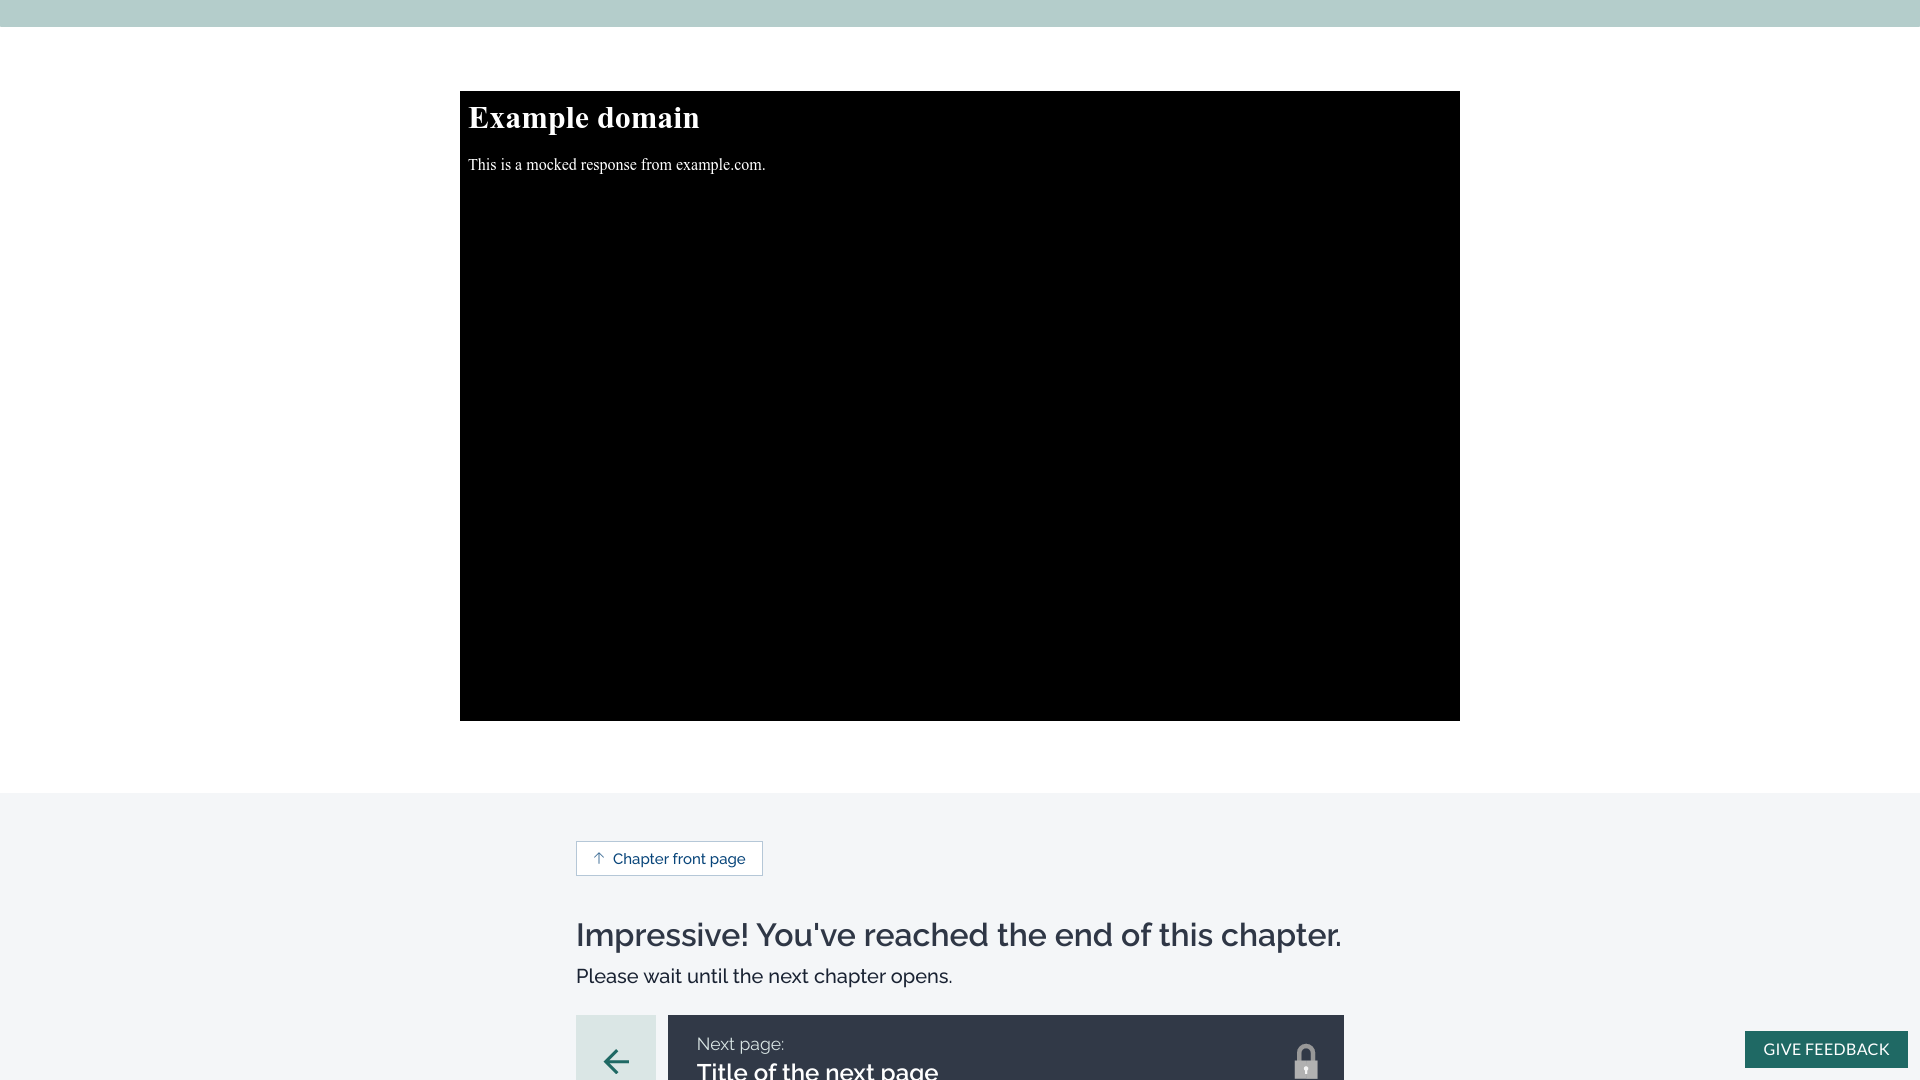 Example domain
This is a mocked response from example.com.
Chapter front page
Impressive! You've reached the end of this chapter.
Please wait until the next chapter opens.
Next page:
Title of the next page
GIVE FEEDBACK